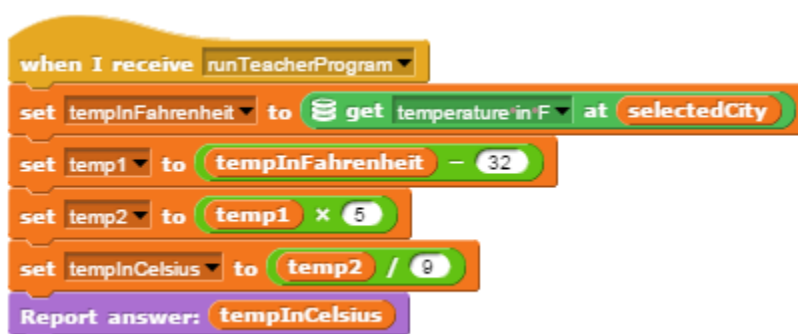 when I receive runTeacherProgram
set tempInFahrenheit to get temperature in F at selectedCity
set temp1 to tempInFahrenheit - 32
set temp2 to temp1 × 5
set tempInCelsius to temp2 / 9
Report answer: tempInCelsius